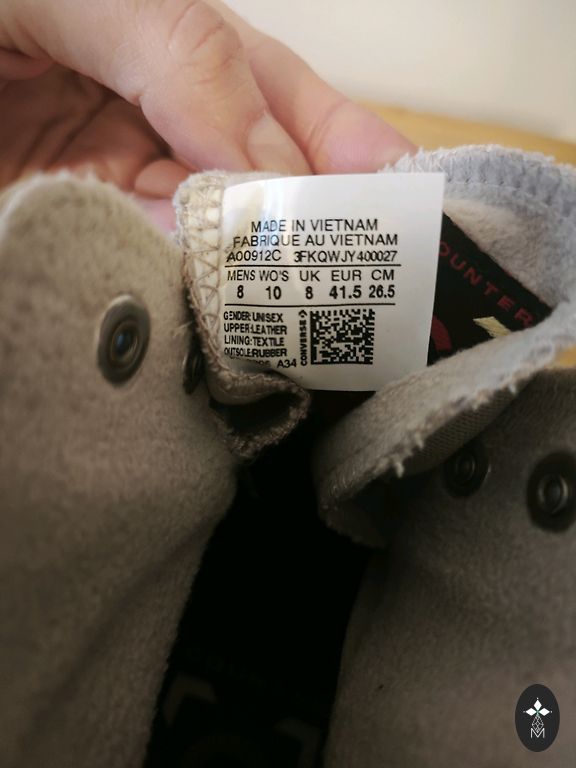 MADE IN VIETNAM
FABRIQUE AU VIETNAM
A00912C 3FKQWJY400027
MENS WO'S UK EUR CM
8 10 8 41.5 26.5
GENDER:UNISEX
UPPER:LEATHER
LINING:TEXTILE
OUTSOLE:RUBBER
A34
CONVERSE
OUNTER
M